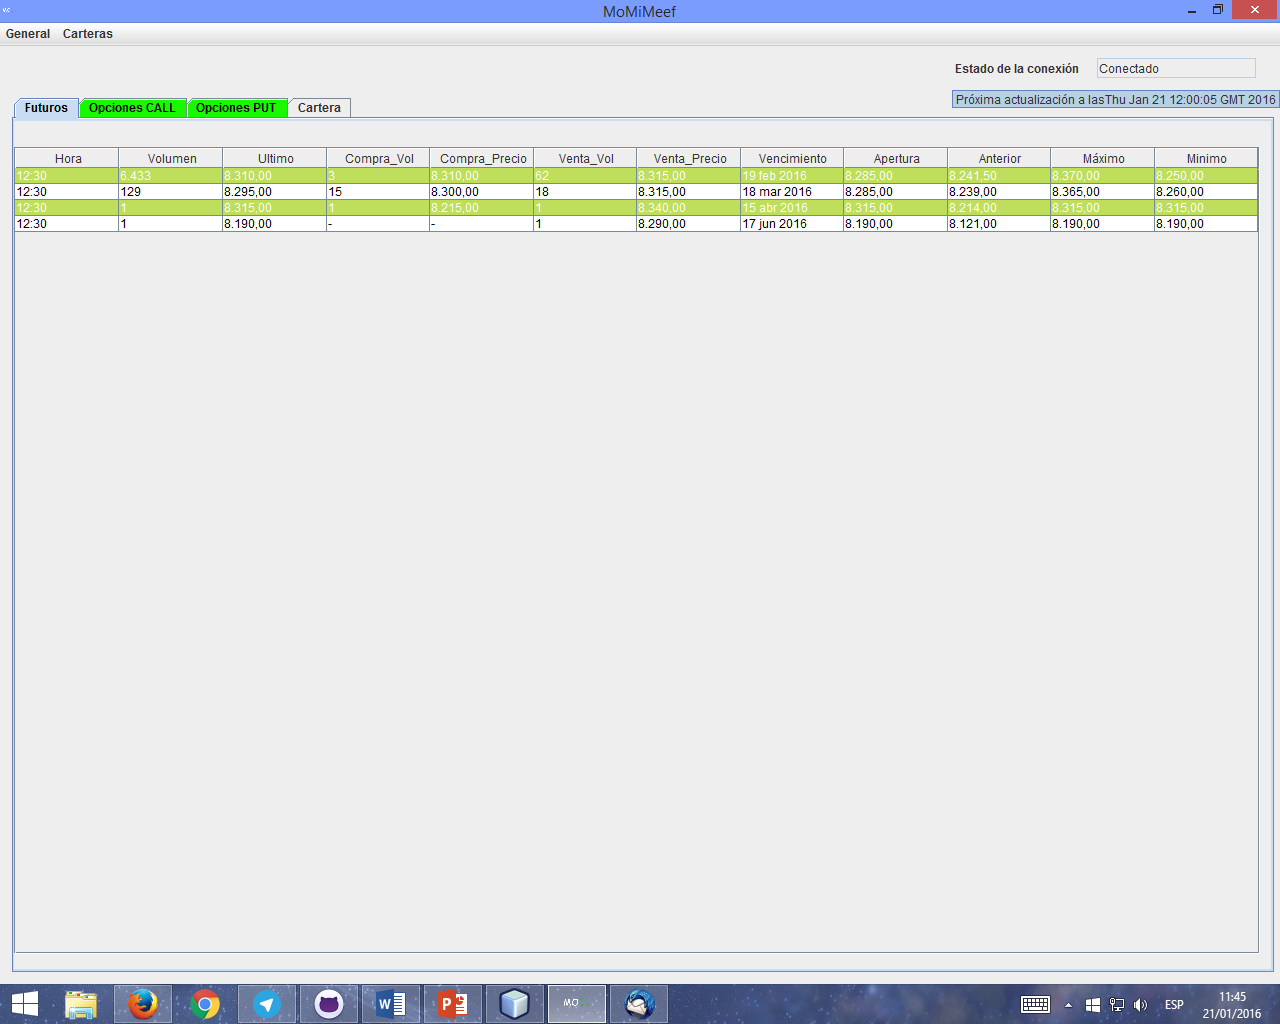 MoMiMeef
General Carteras
Estado de la conexión Conectado
Próxima actualización a lasThu Jan 21 12:00:05 GMT 2016
Futuros Opciones CALL Opciones PUT Cartera
Hora Volumen Ultimo Compra_Vol Compra_Precio Venta_Vol Venta_Precio Vencimiento Apertura Anterior Máximo Minimo
12:30 6.433 8.310,00 3 8.310,00 62 8.315,00 19 feb 2016 8.285,00 8.241,50 8.370,00 8.250,00
12:30 129 8.295,00 15 8.300,00 18 8.315,00 18 mar 2016 8.285,00 8.239,00 8.365,00 8.260,00
12:30 1 8.315,00 1 8.215,00 1 8.340,00 15 abr 2016 8.315,00 8.214,00 8.315,00 8.315,00
12:30 1 8.190,00 - - 1 8.290,00 17 jun 2016 8.190,00 8.121,00 8.190,00 8.190,00
ESP 11:45
21/01/2016